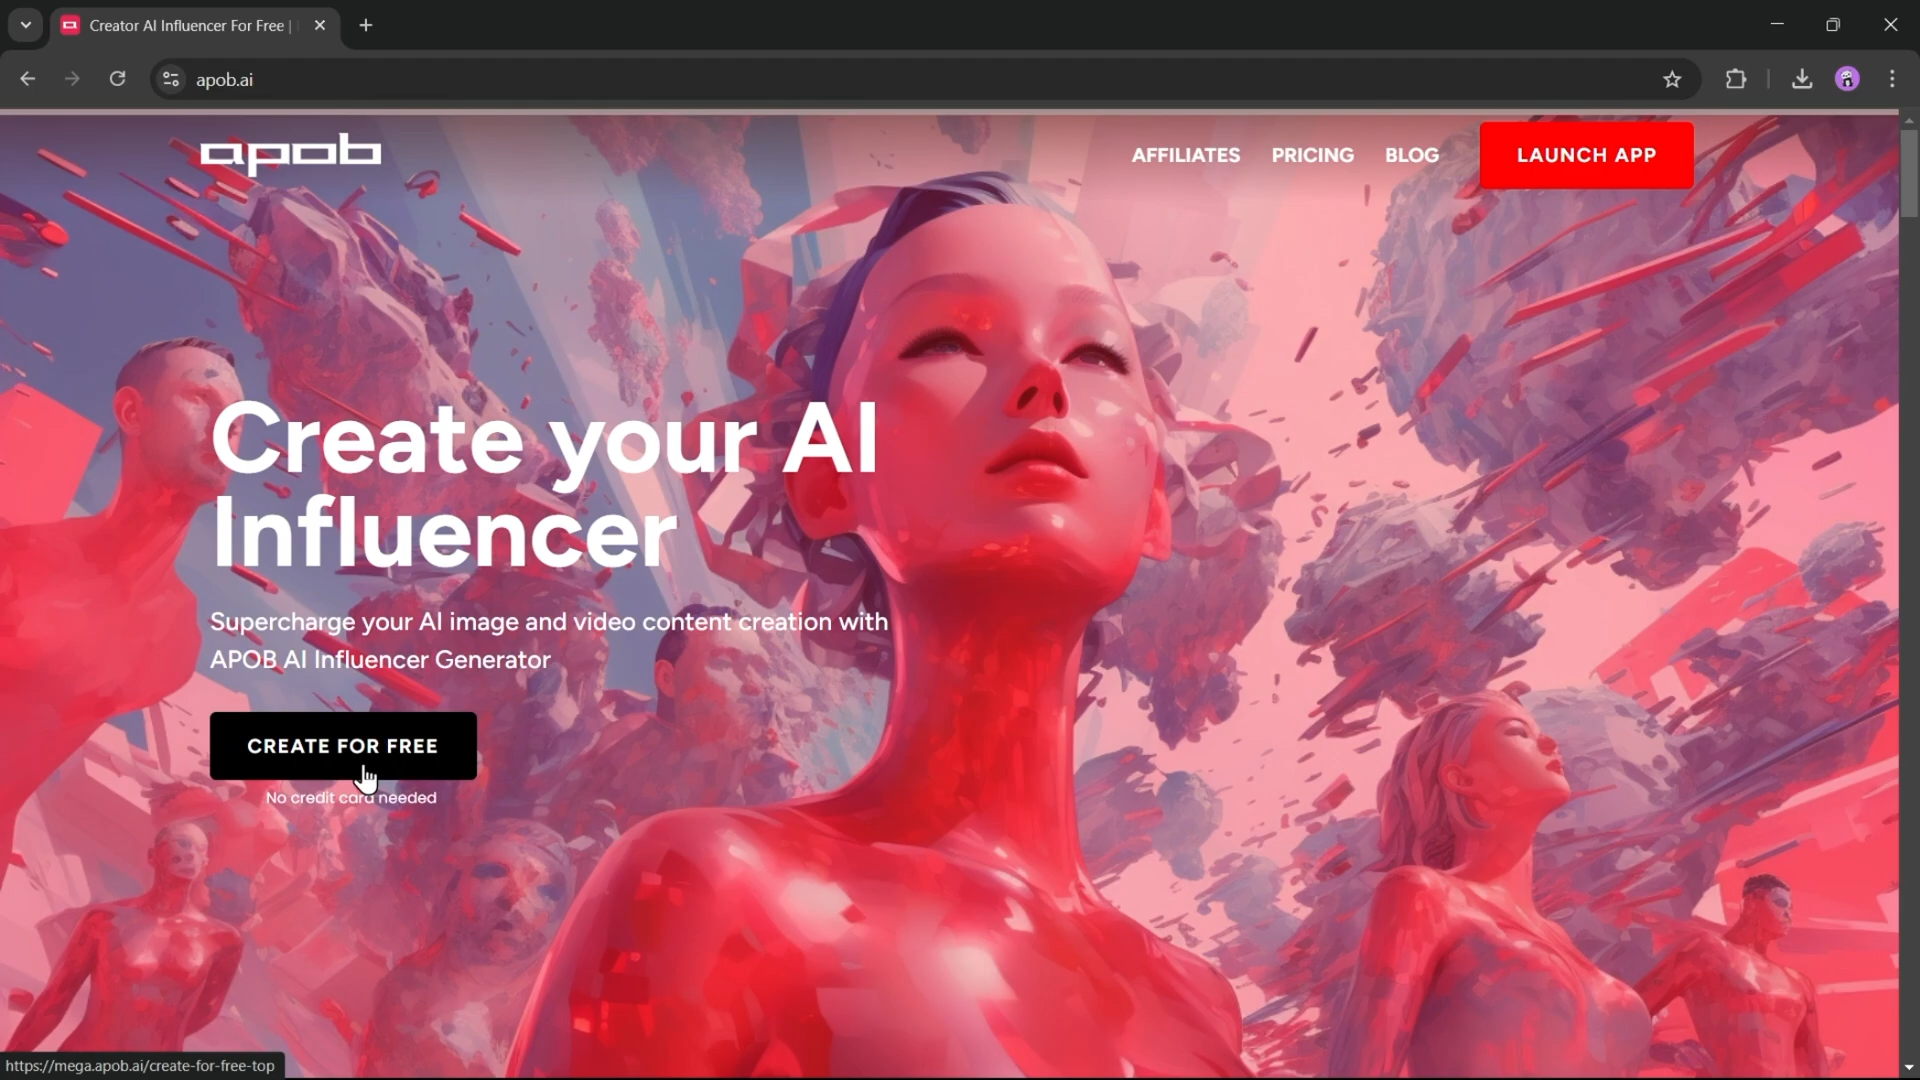 Creator AI Influencer For Free |
apob.ai
apob
AFFILIATES
PRICING
BLOG
LAUNCH APP
Create your AI
Influencer
Supercharge your AI image and video content creation with
APOB AI Influencer Generator
CREATE FOR FREE
No credit card needed
https://mega.apob.ai/create-for-free-top